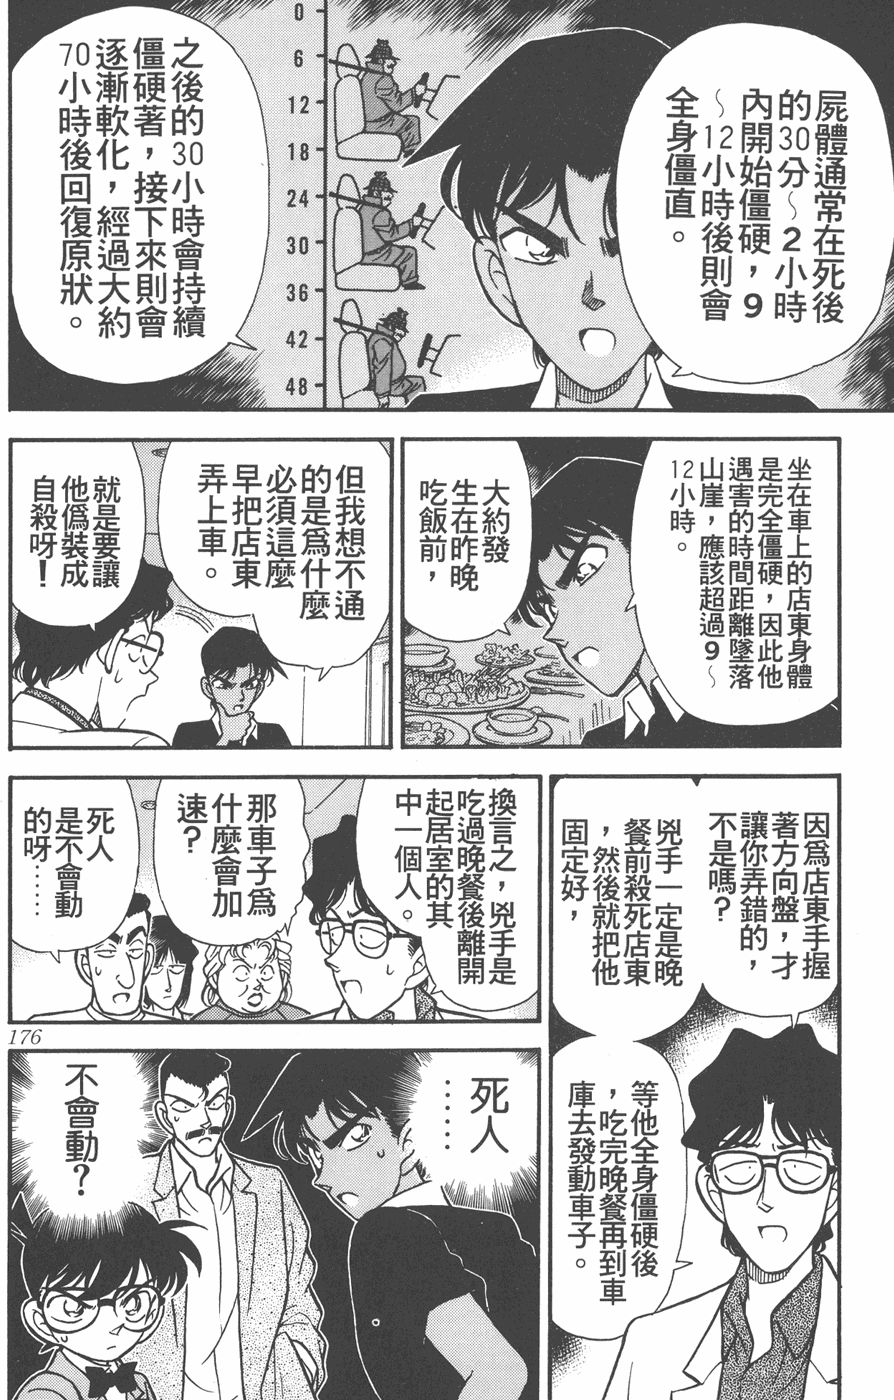 屍體通常在死後
的30分～2小時
內開始僵硬，9
～12小時後則會
全身僵直。
之後的30小時會持續
僵硬著，接下來則會
逐漸軟化，經過大約
70小時後回復原狀。
0
6
12
18
24
30
36
42
48
坐在車上的店東身體
是完全僵硬，因此他
遇害的時間距離墜落
山崖，應該超過9～
12小時。
大約發
生在昨晚
吃飯前，
但我想不通
的是為什麼
必須這麼
早把店東
弄上車。
就是要讓
他偽裝成
自殺呀！
因為店東手握
著方向盤，才
讓你弄錯的，
不是嗎？
兇手一定是晚
餐前殺死店東
，然後就把他
固定好，
等他全身僵硬後
，吃完晚餐再到車
庫去發動車子。
換言之，兇手是
吃過晚餐後離開
起居室的其
中一個人。
那車子為
什麼會加
速？
死人
是不會動
的呀……
死人
……
不會動？
176